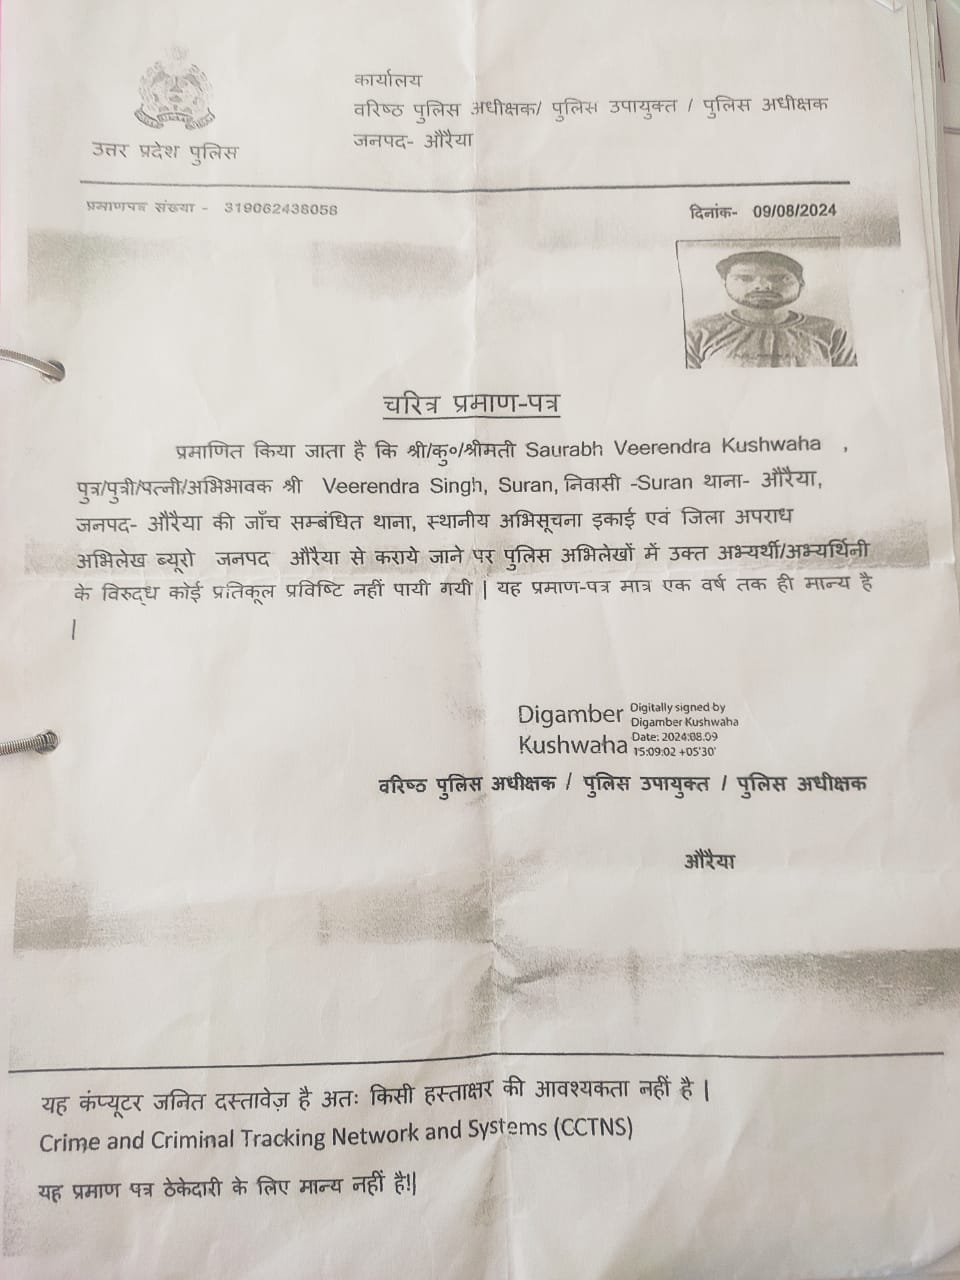 कार्यालय
वरिष्ठ पुलिस अधीक्षक/ पुलिस उपायुक्त / पुलिस अधीक्षक
जनपद- औरैया
उत्तर प्रदेश पुलिस
प्रमाणपत्र संख्या - 319062438058
दिनांक- 09/08/2024
चरित्र प्रमाण-पत्र
प्रमाणित किया जाता है कि श्री/कु०/श्रीमती Saurabh Veerendra Kushwaha ,
पुत्र/पुत्री/पत्नी/अभिभावक श्री Veerendra Singh, Suran, निवासी -Suran थाना- औरैया,
जनपद- औरैया की जाँच सम्बंधित थाना, स्थानीय अभिसूचना इकाई एवं जिला अपराध
अभिलेख ब्यूरो जनपद औरैया से कराये जाने पर पुलिस अभिलेखों में उक्त अभ्यर्थी/अभ्यर्थिनी
के विरुद्ध कोई प्रतिकूल प्रविष्टि नहीं पायी गयी | यह प्रमाण-पत्र मात्र एक वर्ष तक ही मान्य है
|
Digamber
Kushwaha
Digitally signed by
Digamber Kushwaha
Date: 2024.08.09
15:09:02 +05'30'
वरिष्ठ पुलिस अधीक्षक / पुलिस उपायुक्त / पुलिस अधीक्षक
औरैया
यह कंप्यूटर जनित दस्तावेज़ है अतः किसी हस्ताक्षर की आवश्यकता नहीं है |
Crime and Criminal Tracking Network and Systems (CCTNS)
यह प्रमाण पत्र ठेकेदारी के लिए मान्य नहीं है!|